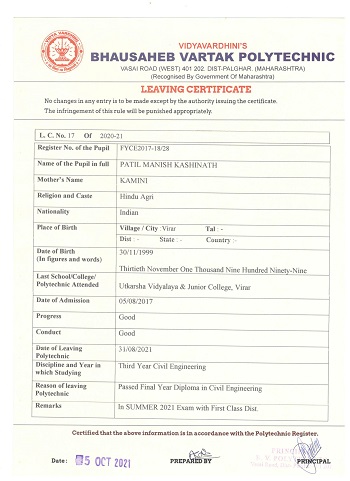 VIDYAVARDHINI'S
BHAUSAHEB VARTAK POLYTECHNIC
VASAI ROAD (WEST) 401 202. DIST-PALGHAR. (MAHARASHTRA)
(Recognised By Government Of Maharashtra)
LEAVING CERTIFICATE
No changes in any entry is to be made except by the authority issuing the certificate.
The infringement of this rule will be punished appropriately.
L. C. No. 17 Of 2020-21
Register No. of the Pupil FYCE2017-18/28
Name of the Pupil in full PATIL MANISH KASHINATH
Mother's Name KAMINI
Religion and Caste Hindu Agri
Nationality Indian
Place of Birth Village / City :Virar Tal : -
Dist : - State : - Country :-
Date of Birth 30/11/1999
(In figures and words)
Thirtieth November One Thousand Nine Hundred Ninety-Nine
Last School/College/
Polytechnic Attended Utkarsha Vidyalaya & Junior College, Virar
Date of Admission 05/08/2017
Progress Good
Conduct Good
Date of Leaving 31/08/2021
Polytechnic
Discipline and Year in Third Year Civil Engineering
which Studying
Reason of leaving Passed Final Year Diploma in Civil Engineering
Polytechnic
Remarks In SUMMER 2021 Exam with First Class Dist.
Certified that the above information is in accordance with the Polytechnic Register.
Date : 05 OCT 2021 PREPARED BY PRINCIPAL